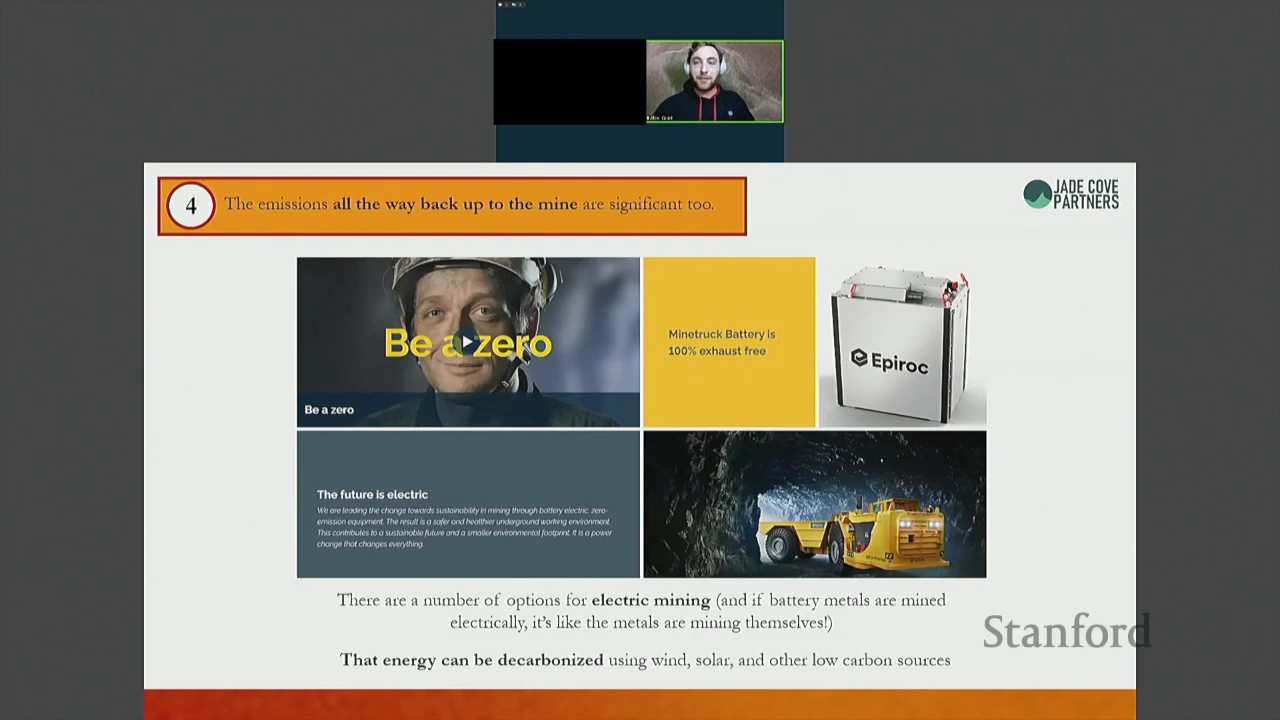 4
The emissions all the way back up to the mine are significant too.
JADE COVE
PARTNERS
Be a zero
Be a zero
Minetruck Battery is
100% exhaust free
Epiroc
The future is electric
We are leading the change towards sustainability in mining through battery electric, zero-
emission equipment. The result is a safer and healthier underground working environment.
This contributes to a sustainable future and a smaller environmental footprint. It is a power
change that changes everything.
There are a number of options for electric mining (and if battery metals are mined
electrically, it's like the metals are mining themselves!)
Stanford
That energy can be decarbonized using wind, solar, and other low carbon sources